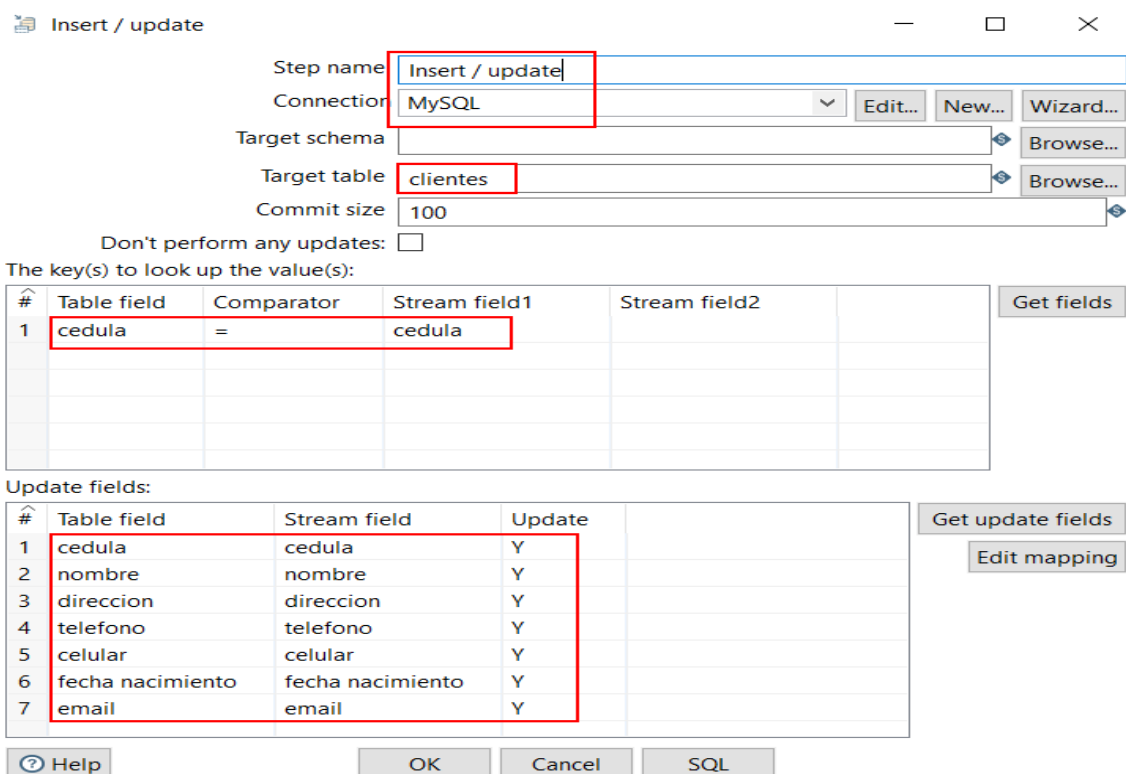 Insert / update
Step name Insert / update
Connection MySQL Edit... New... Wizard...
Target schema Browse...
Target table clientes Browse...
Commit size 100
Don't perform any updates:
The key(s) to look up the value(s):
# Table field Comparator Stream field1 Stream field2 Get fields
1 cedula = cedula
Update fields:
# Table field Stream field Update Get update fields
1 cedula cedula Y Edit mapping
2 nombre nombre Y
3 direccion direccion Y
4 telefono telefono Y
5 celular celular Y
6 fecha nacimiento fecha nacimiento Y
7 email email Y
Help OK Cancel SQL